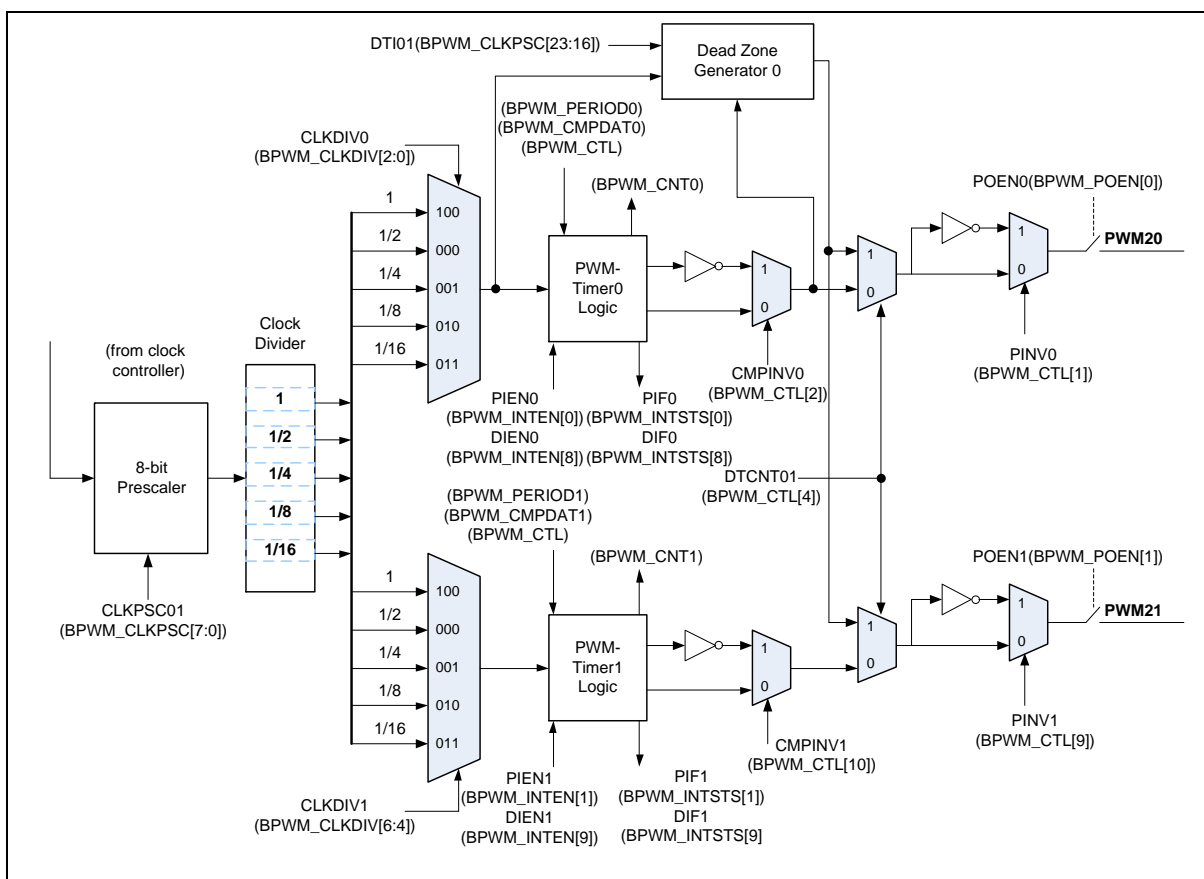 DTI01(BPWM_CLKPSC[23:16])
Dead Zone
Generator 0
(BPWM_PERIOD0)
(BPWM_CMPDAT0)
(BPWM_CTL)
CLKDIV0
(BPWM_CLKDIV[2:0])
(BPWM_CNT0)
POEN0(BPWM_POEN[0])
1
100
1/2
000
1/4
001
1/8
010
1/16
011
PWM-
Timer0
Logic
1
0
1
0
1
0
PWM20
(from clock
controller)
Clock
Divider
1
1/2
1/4
1/8
1/16
8-bit
Prescaler
CLKPSC01
(BPWM_CLKPSC[7:0])
PIEN0
(BPWM_INTEN[0])
DIEN0
(BPWM_INTEN[8])
PIF0
(BPWM_INTSTS[0])
DIF0
(BPWM_INTSTS[8])
CMPINV0
(BPWM_CTL[2])
PINV0
(BPWM_CTL[1])
DTCNT01
(BPWM_CTL[4])
(BPWM_PERIOD1)
(BPWM_CMPDAT1)
(BPWM_CTL)
(BPWM_CNT1)
POEN1(BPWM_POEN[1])
1
100
1/2
000
1/4
001
1/8
010
1/16
011
PWM-
Timer1
Logic
1
0
1
0
1
0
PWM21
CLKDIV1
(BPWM_CLKDIV[6:4])
PIEN1
(BPWM_INTEN[1])
DIEN1
(BPWM_INTEN[9])
PIF1
(BPWM_INTSTS[1])
DIF1
(BPWM_INTSTS[9]
CMPINV1
(BPWM_CTL[10])
PINV1
(BPWM_CTL[9])